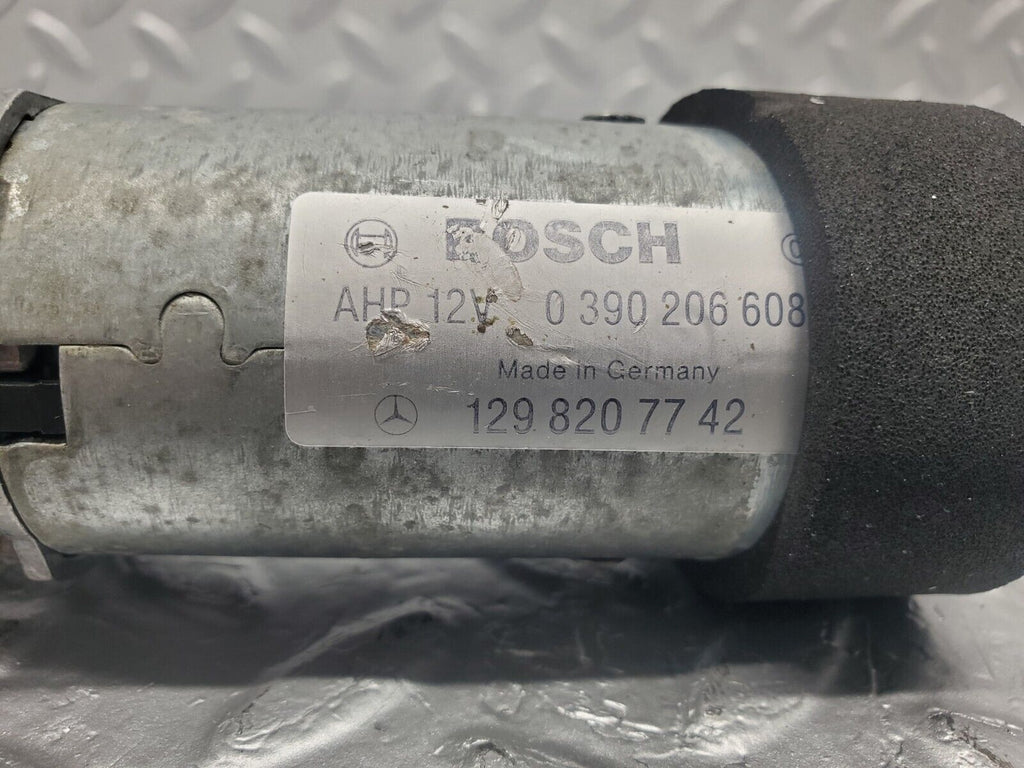 BOSCH
AHP 12V 0 390 206 608
Made in Germany
129 820 77 42